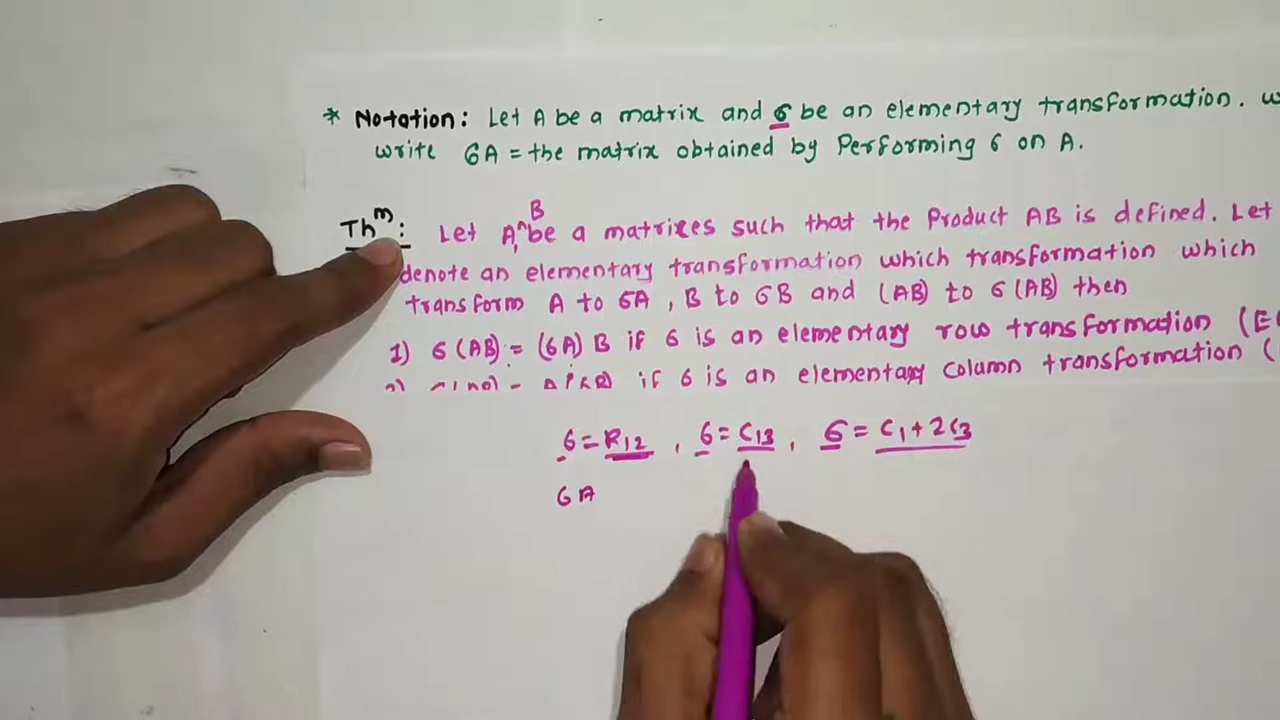 * Notation: Let A be a matrix and σ be an elementary transformation.
write σA = the matrix obtained by Performing σ on A.
B
Thm: Let A, ^ be a matrixes such that the Product AB is defined. Let
denote an elementary transformation which transformation which
transform A to σA, B to σB and (AB) to σ(AB) then
1) σ(AB) = (σA) B if σ is an elementary row transformation (E
if σ is an elementary column transformation (
σ = R12 , σ = C13 , σ = C1 + 2C3
σA